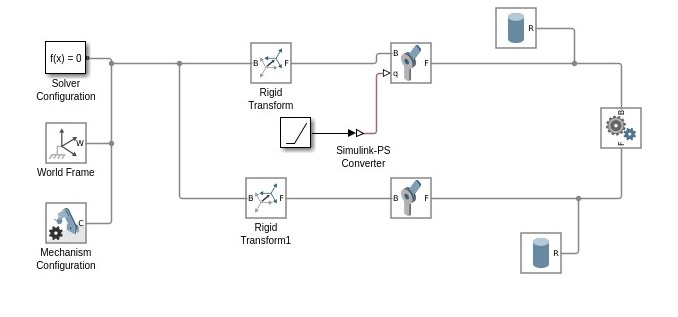 f(x) = 0
Solver
Configuration
W
World Frame
C
Mechanism
Configuration
B F
Rigid
Transform
B F
Rigid
Transform1
Simulink-PS
Converter
B
q
F
B F
R
B
F
R